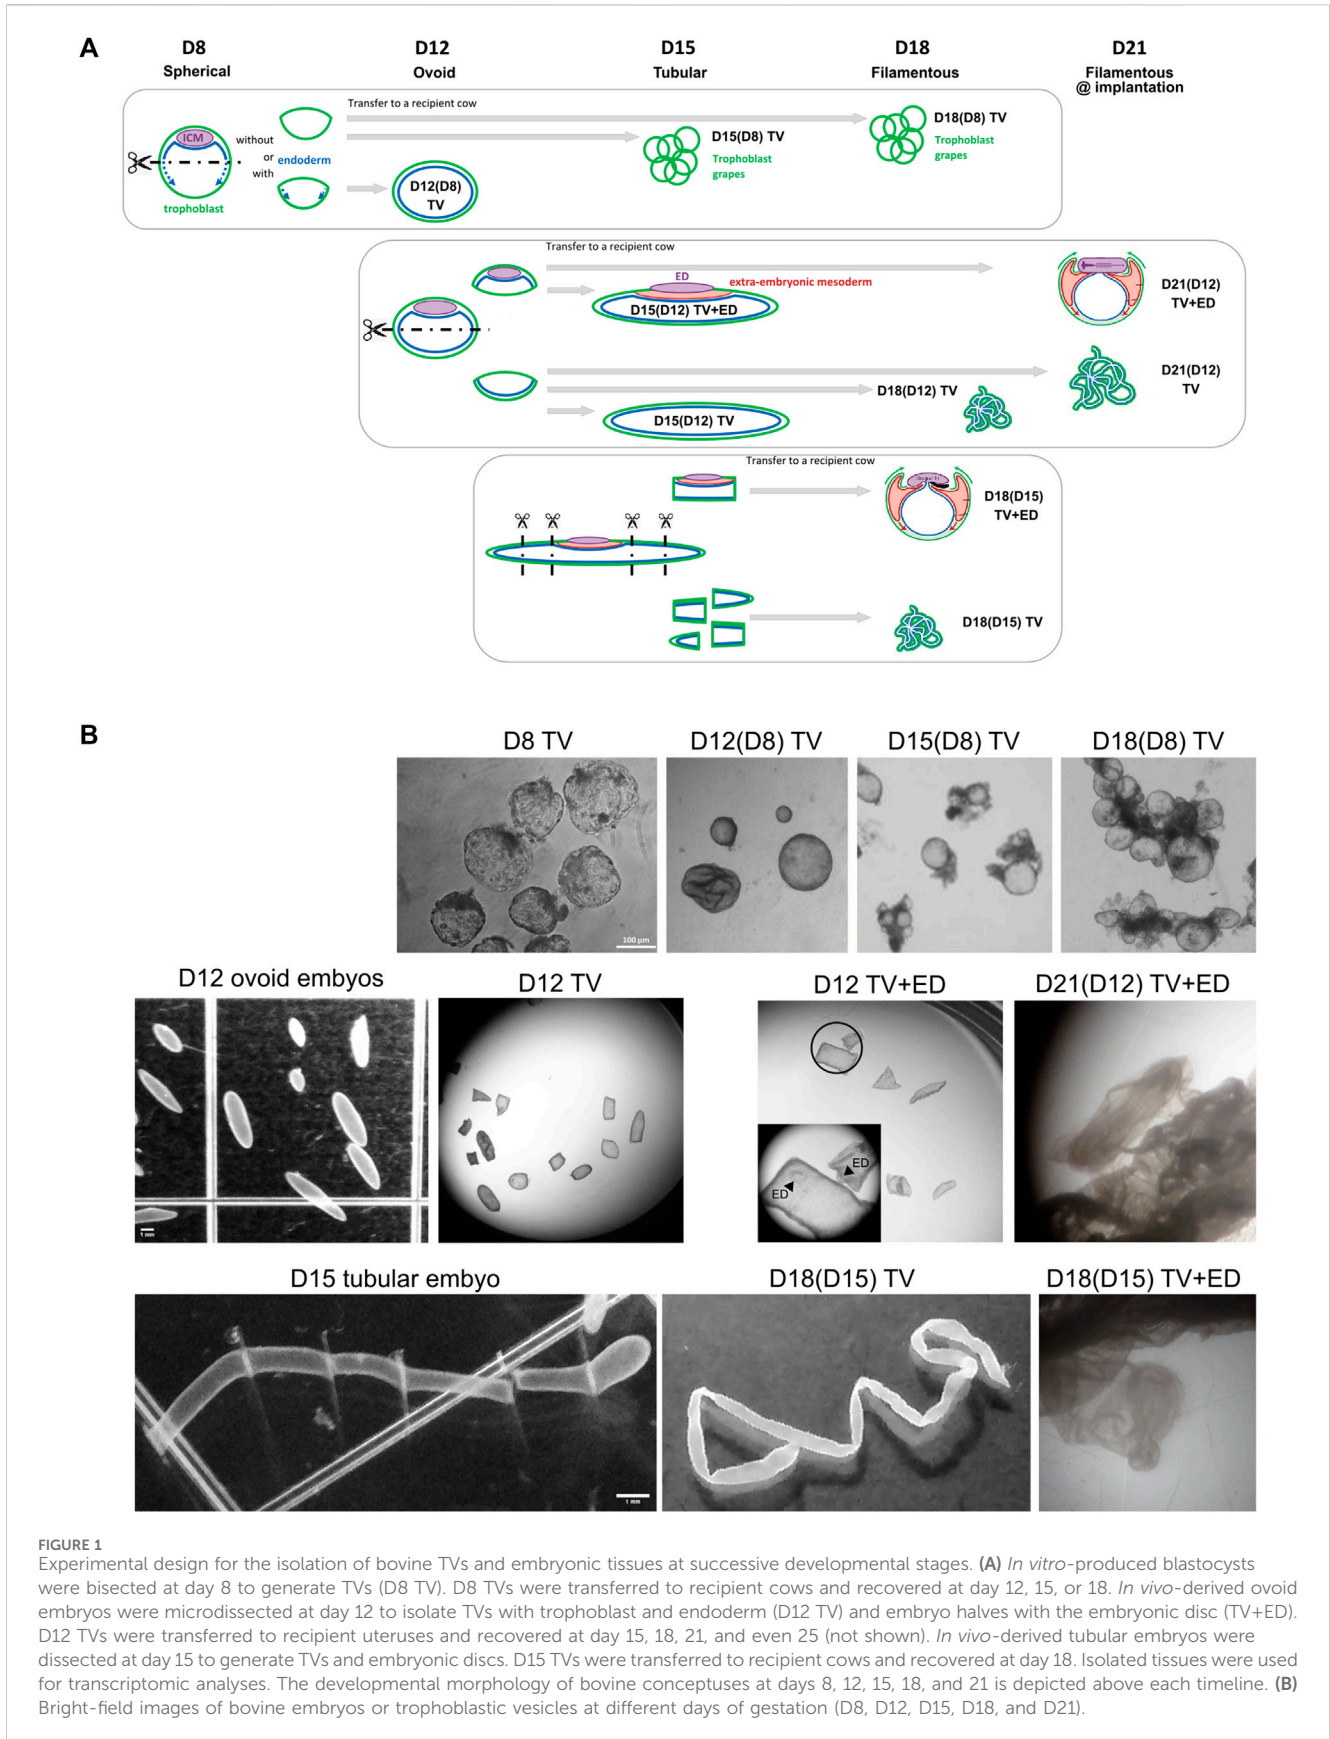 A
D8
Spherical
D12
Ovoid
D15
Tubular
D18
Filamentous
D21
Filamentous
@ implantation
Transfer to a recipient cow
ICM
without
or
with
endoderm
trophoblast
D12(D8)
TV
D15(D8) TV
Trophoblast
grapes
D18(D8) TV
Trophoblast
grapes
Transfer to a recipient cow
ED
extra-embryonic mesoderm
D15(D12) TV+ED
D21(D12)
TV+ED
D18(D12) TV
D21(D12)
TV
D15(D12) TV
Transfer to a recipient cow
D18(D15)
TV+ED
D18(D15) TV
B
D8 TV
D12(D8) TV
D15(D8) TV
D18(D8) TV
100 µm
D12 ovoid embyos
D12 TV
D12 TV+ED
D21(D12) TV+ED
1 mm
ED
ED
D15 tubular embyo
D18(D15) TV
D18(D15) TV+ED
1 mm
FIGURE 1
Experimental design for the isolation of bovine TVs and embryonic tissues at successive developmental stages. (A) In vitro-produced blastocysts
were bisected at day 8 to generate TVs (D8 TV). D8 TVs were transferred to recipient cows and recovered at day 12, 15, or 18. In vivo-derived ovoid
embryos were microdissected at day 12 to isolate TVs with trophoblast and endoderm (D12 TV) and embryo halves with the embryonic disc (TV+ED).
D12 TVs were transferred to recipient uteruses and recovered at day 15, 18, 21, and even 25 (not shown). In vivo-derived tubular embryos were
dissected at day 15 to generate TVs and embryonic discs. D15 TVs were transferred to recipient cows and recovered at day 18. Isolated tissues were used
for transcriptomic analyses. The developmental morphology of bovine conceptuses at days 8, 12, 15, 18, and 21 is depicted above each timeline. (B)
Bright-field images of bovine embryos or trophoblastic vesicles at different days of gestation (D8, D12, D15, D18, and D21).